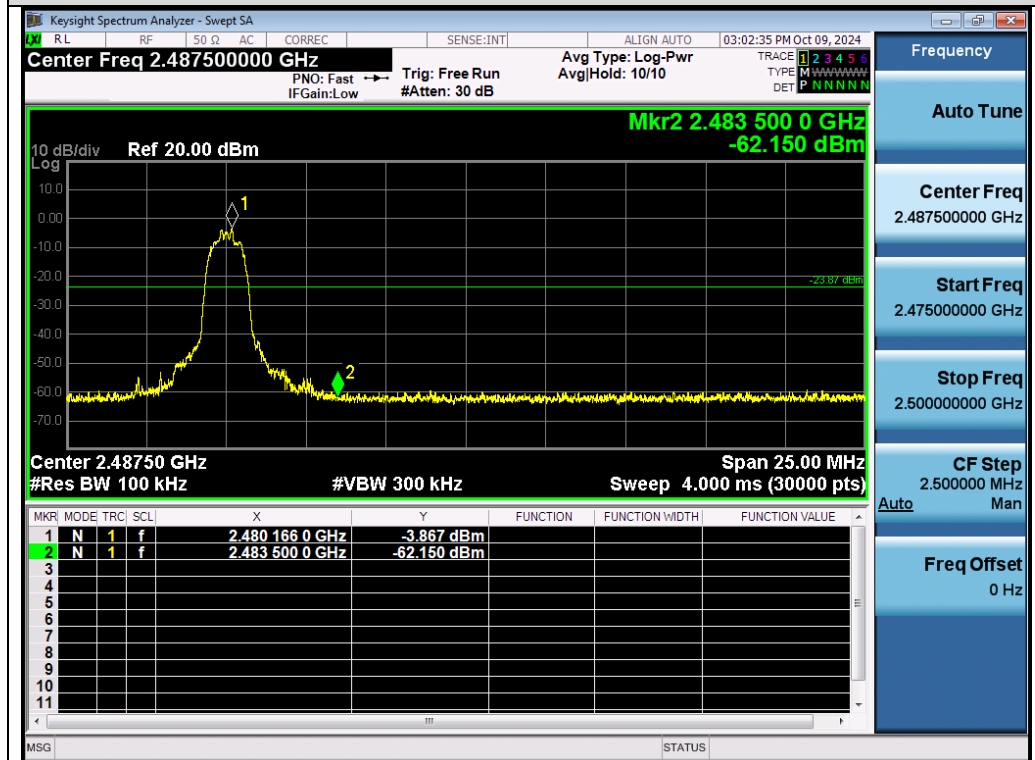 Keysight Spectrum Analyzer - Swept SA
LXI RL RF 50 Ω AC CORREC SENSE:INT ALIGN AUTO 03:02:35 PM Oct 09, 2024
Center Freq 2.487500000 GHz
PNO: Fast
IFGain:Low
Trig: Free Run
#Atten: 30 dB
Avg Type: Log-Pwr
Avg|Hold: 10/10
TRACE 1 2 3 4 5 6
TYPE M WWWWW
DET P N N N N N
Mkr2 2.483 500 0 GHz
-62.150 dBm
10 dB/div Ref 20.00 dBm
Log
10.0
0.00
-10.0
-20.0
-30.0
-40.0
-50.0
-60.0
-70.0
1
-23.87 dBm
2
Center 2.48750 GHz Span 25.00 MHz
#Res BW 100 kHz #VBW 300 kHz Sweep 4.000 ms (30000 pts)
MKR MODE TRC SCL X Y FUNCTION FUNCTION WIDTH FUNCTION VALUE
1 N 1 f 2.480 166 0 GHz -3.867 dBm
2 N 1 f 2.483 500 0 GHz -62.150 dBm
3
4
5
6
7
8
9
10
11
MSG STATUS
Frequency
Auto Tune
Center Freq
2.487500000 GHz
Start Freq
2.475000000 GHz
Stop Freq
2.500000000 GHz
CF Step
2.500000 MHz
Auto Man
Freq Offset
0 Hz